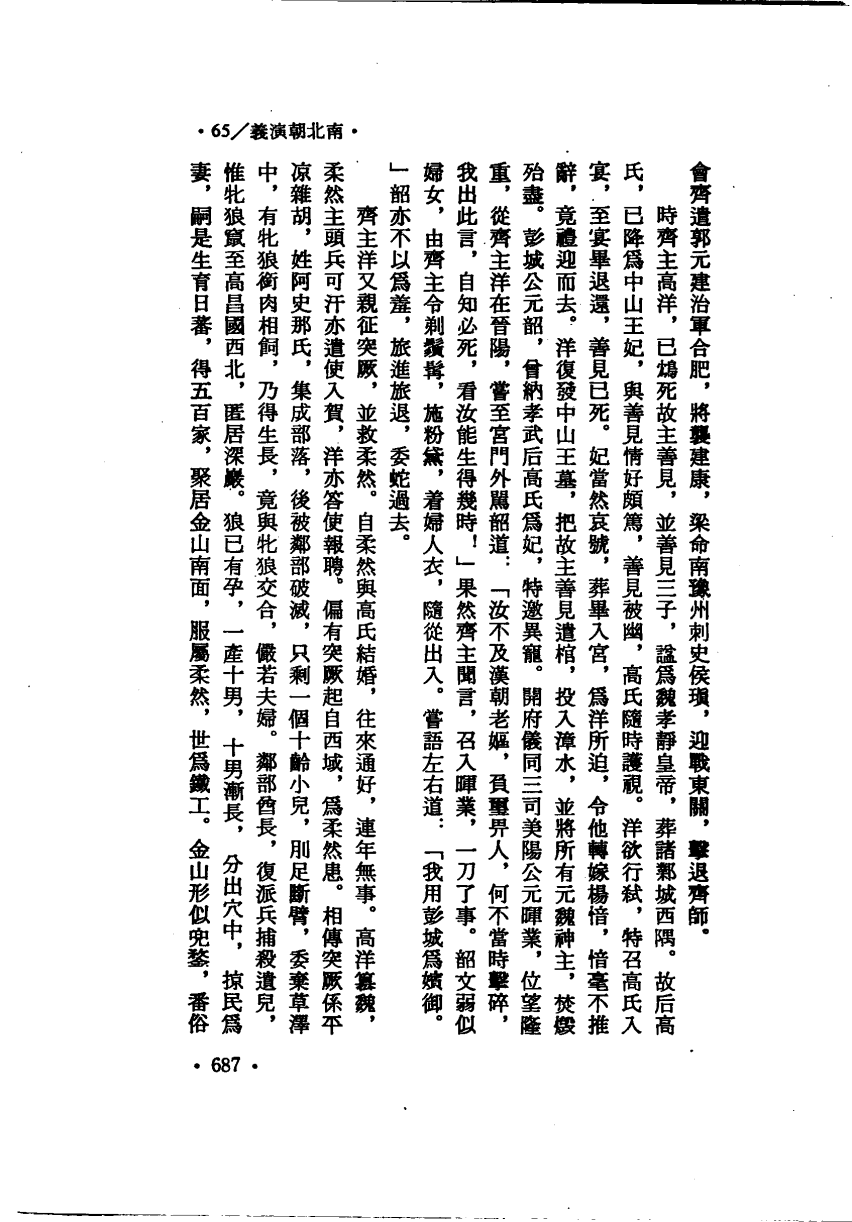 •65／義演朝北南•
會齊遣郭元建治軍合肥，將襲建康，梁命南豫州刺史侯瑱，迎戰東關，擊退齊師。
時齊主高洋，已鴆死故主善見，並善見三子，諡爲魏孝靜皇帝，葬諸鄴城西隅。故后高
氏，已降爲中山王妃，與善見情好頗篤，善見被幽，高氏隨時護視。洋欲行弒，特召高氏入
宴，至宴畢退還，善見已死。妃當然哀號，葬畢入宮，爲洋所迫，令他轉嫁楊愔，愔毫不推
辭，竟禮迎而去。洋復發中山王墓，把故主善見遺棺，投入漳水，並將所有元魏神主，焚燬
殆盡。彭城公元韶，曾納孝武后高氏爲妃，特邀異寵。開府儀同三司美陽公元暉業，位望隆
重，從齊主洋在晉陽，嘗至宮門外駡韶道：「汝不及漢朝老嫗，負璽畀人，何不當時擊碎，
我出此言，自知必死，看汝能生得幾時！」果然齊主聞言，召入暉業，一刀了事。韶文弱似
婦女，由齊主令剃鬚髯，施粉黛，着婦人衣，隨從出入。嘗語左右道：「我用彭城爲嬪御。
」韶亦不以爲羞，旅進旅退，委蛇過去。
齊主洋又親征突厥，並救柔然。自柔然與高氏結婚，往來通好，連年無事。高洋篡魏，
柔然主頭兵可汗亦遣使入賀，洋亦答使報聘。偏有突厥起自西域，爲柔然患。相傳突厥係平
涼雜胡，姓阿史那氏，集成部落，後被鄰部破滅，只剩一個十齡小兒，刖足斷臂，委棄草澤
中，有牝狼銜肉相飼，乃得生長，竟與牝狼交合，儼若夫婦。鄰部酋長，復派兵捕殺遺兒，
惟牝狼竄至高昌國西北，匿居深巖。狼已有孕，一產十男，十男漸長，分出穴中，掠民爲
妻，嗣是生育日蕃，得五百家，聚居金山南面，服屬柔然，世爲鐵工。金山形似兜鍪，番俗
•687•